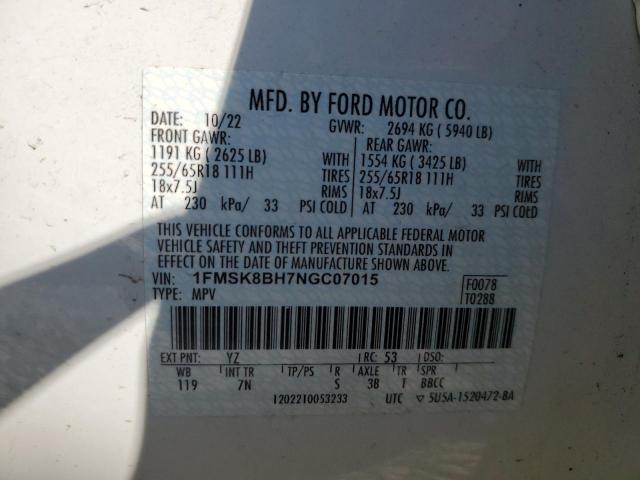 MFD. BY FORD MOTOR CO.
DATE: 10/22 GVWR: 2694 KG ( 5940 LB)
FRONT GAWR: REAR GAWR:
1191 KG ( 2625 LB) WITH 1554 KG ( 3425 LB) WITH
255/65R18 111H TIRES 255/65R18 111H TIRES
18x7.5J RIMS 18x7.5J RIMS
AT 230 kPa/ 33 PSI COLD AT 230 kPa/ 33 PSI COLD
THIS VEHICLE CONFORMS TO ALL APPLICABLE FEDERAL MOTOR
VEHICLE SAFETY AND THEFT PREVENTION STANDARDS IN
EFFECT ON THE DATE OF MANUFACTURE SHOWN ABOVE.
VIN: 1FMSK8BH7NGC07015 F0078
TYPE: MPV T0288
EXT PNT: YZ RC: 53 DSO:
WB INT TR TP/PS R AXLE TR SPR
119 7N S 3B T BBCC
1202210053233 UTC ▽ 5U5A-1520472-BA